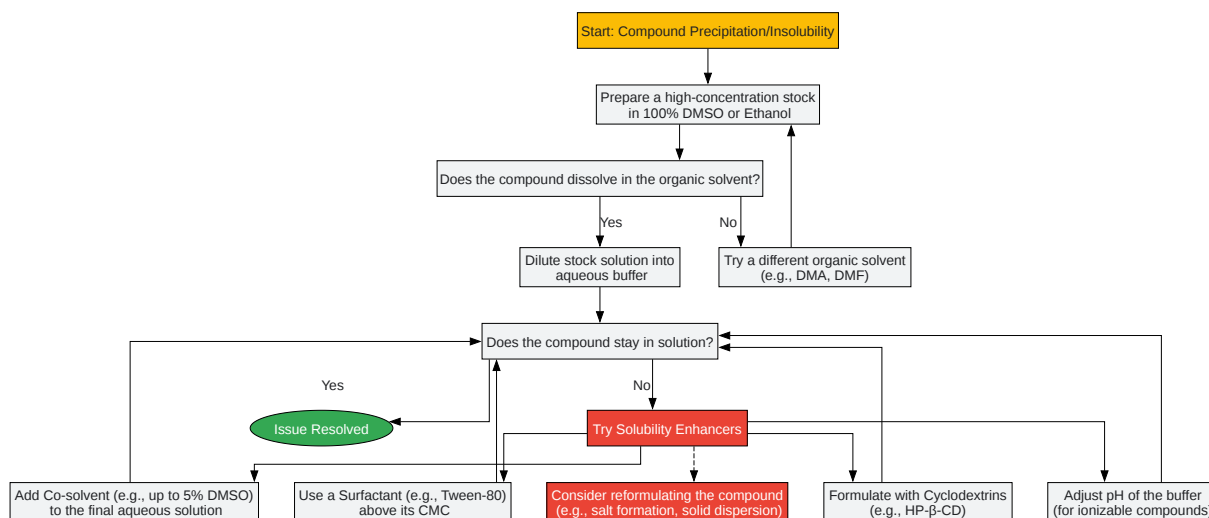 Start: Compound Precipitation/Insolubility
Prepare a high-concentration stock
in 100% DMSO or Ethanol
Does the compound dissolve in the organic solvent?
Yes
No
Dilute stock solution into
aqueous buffer
Try a different organic solvent
(e.g., DMA, DMF)
Does the compound stay in solution?
Yes
No
Issue Resolved
Try Solubility Enhancers
Add Co-solvent (e.g., up to 5% DMSO)
to the final aqueous solution
Use a Surfactant (e.g., Tween-80)
above its CMC
Consider reformulating the compound
(e.g., salt formation, solid dispersion)
Formulate with Cyclodextrins
(e.g., HP-β-CD)
Adjust pH of the buffer
(for ionizable compounds)